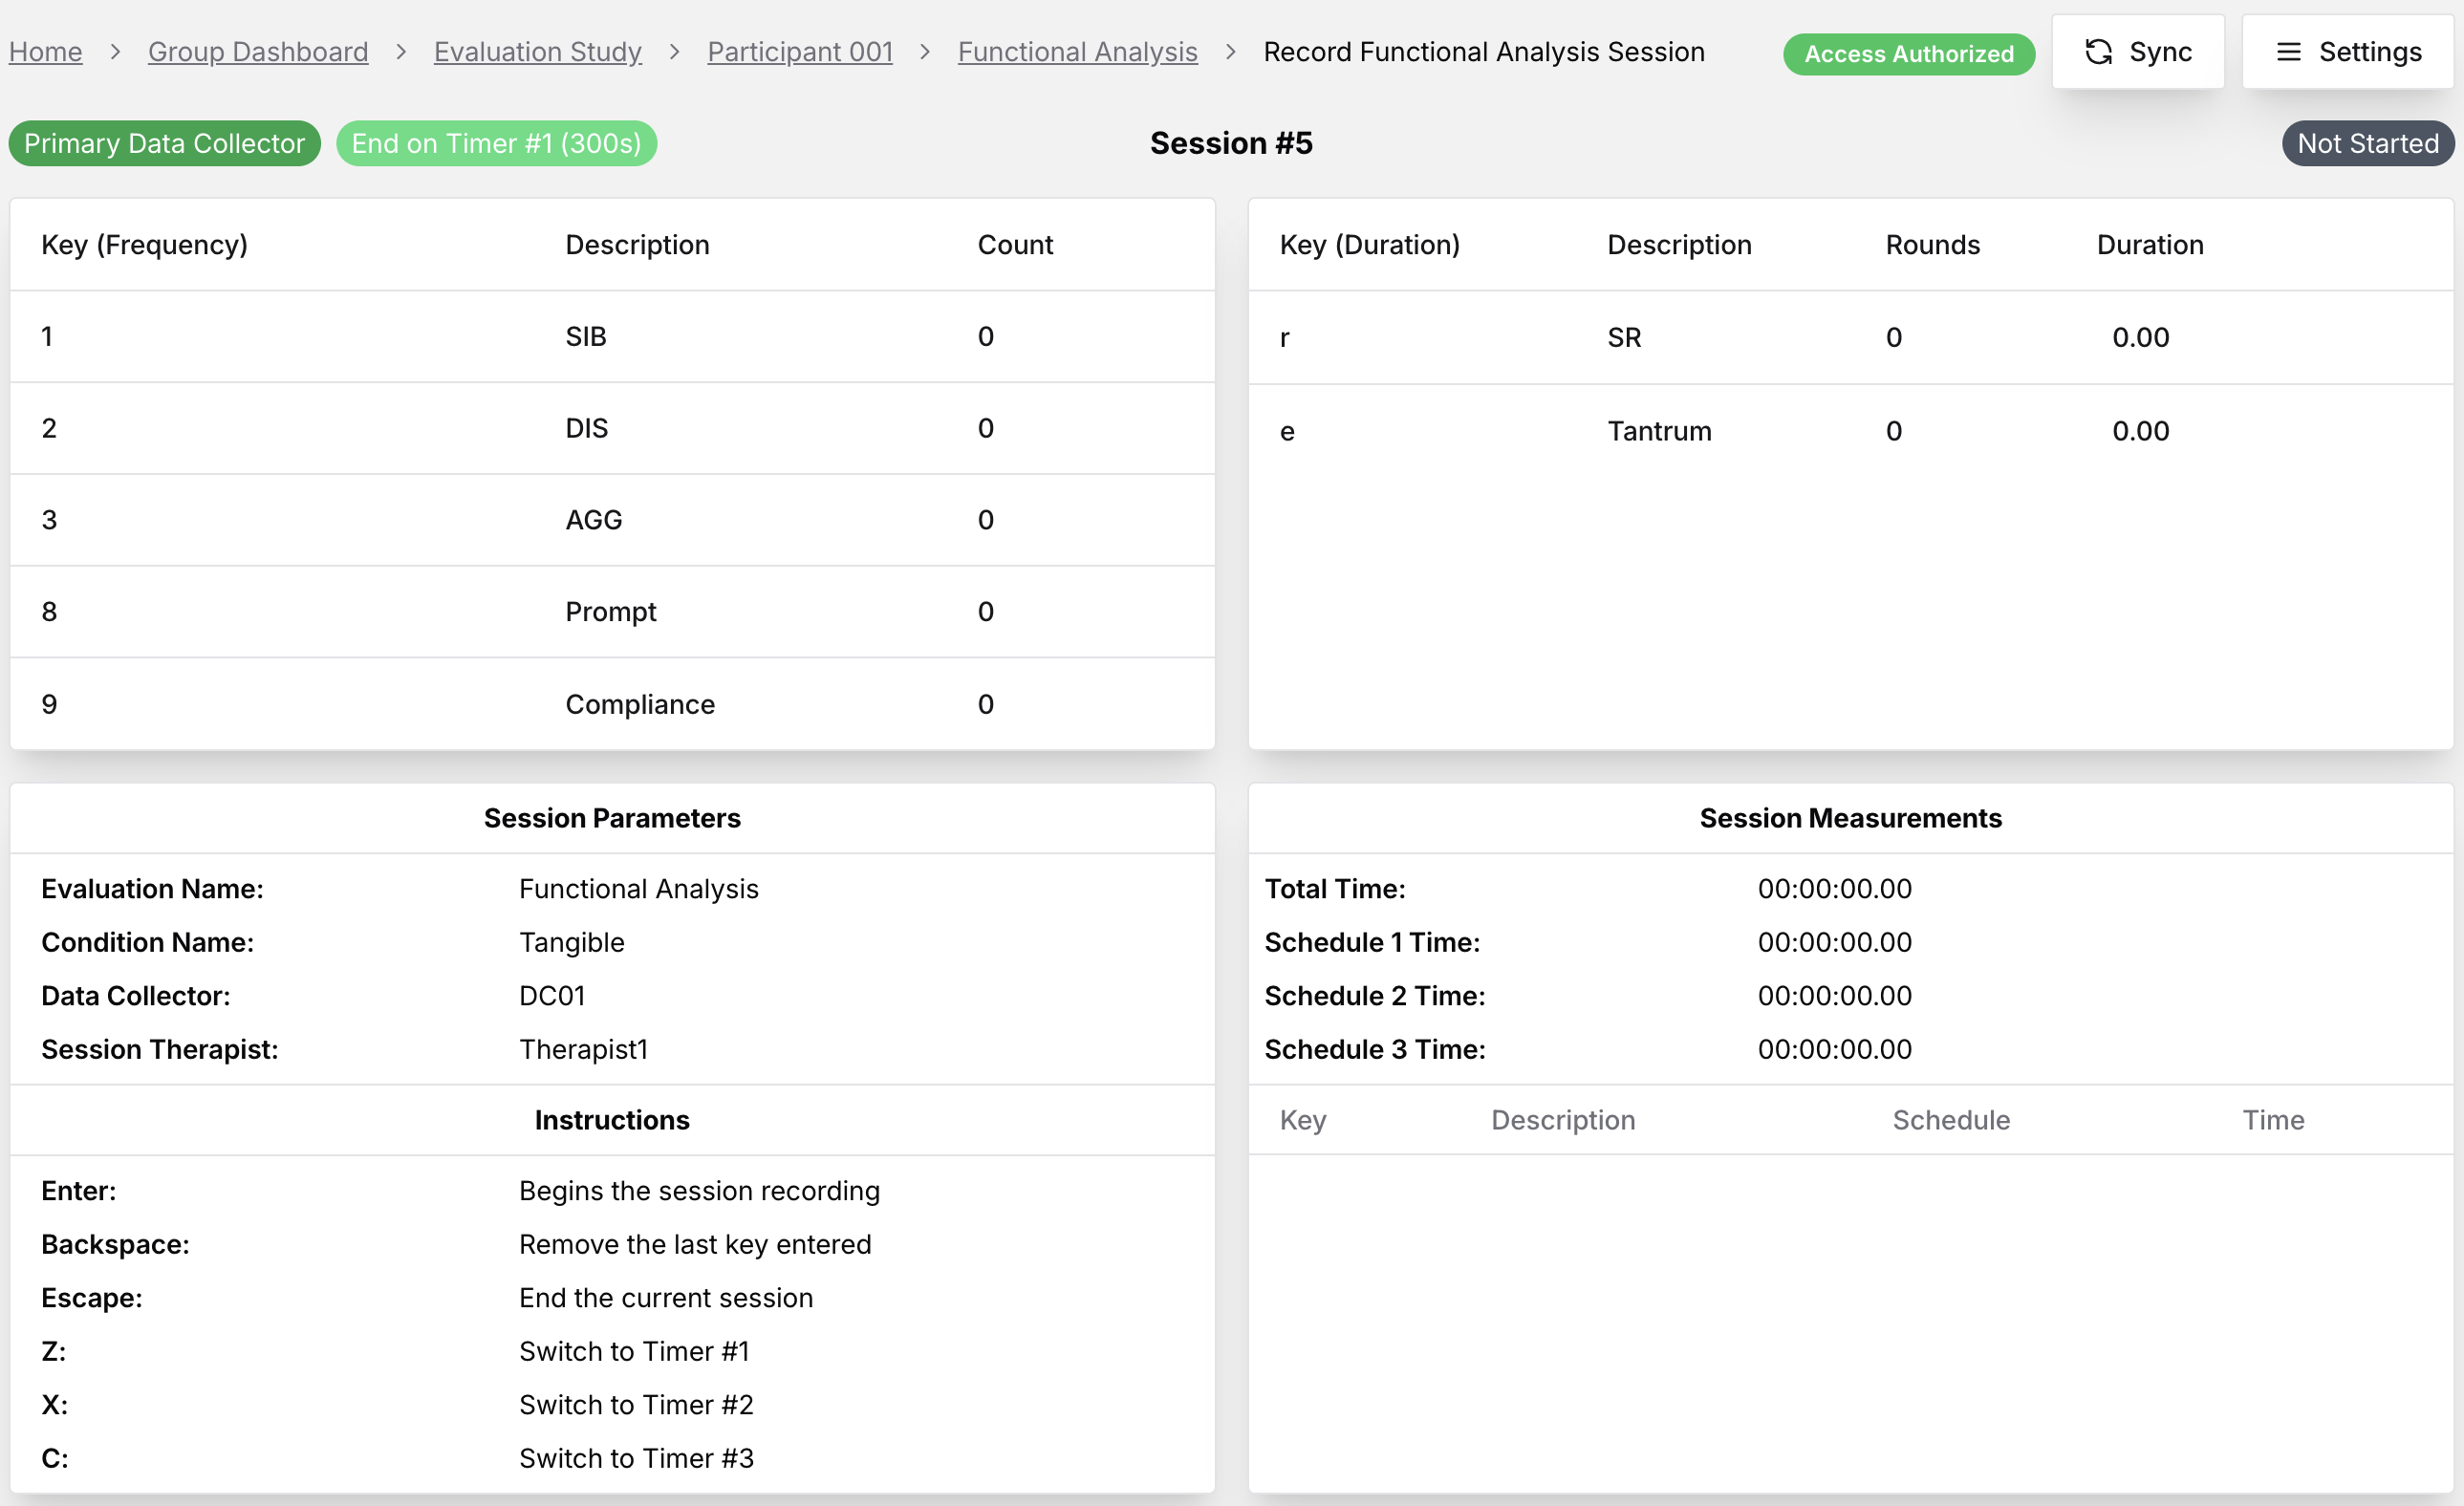 Home > Group Dashboard > Evaluation Study > Participant 001 > Functional Analysis > Record Functional Analysis Session Access Authorized Sync Settings
Primary Data Collector End on Timer #1 (300s) Session #5 Not Started
Key (Frequency) Description Count
1 SIB 0
2 DIS 0
3 AGG 0
8 Prompt 0
9 Compliance 0
Key (Duration) Description Rounds Duration
r SR 0 0.00
e Tantrum 0 0.00
Session Parameters
Evaluation Name: Functional Analysis
Condition Name: Tangible
Data Collector: DC01
Session Therapist: Therapist1
Instructions
Enter: Begins the session recording
Backspace: Remove the last key entered
Escape: End the current session
Z: Switch to Timer #1
X: Switch to Timer #2
C: Switch to Timer #3
Session Measurements
Total Time: 00:00:00.00
Schedule 1 Time: 00:00:00.00
Schedule 2 Time: 00:00:00.00
Schedule 3 Time: 00:00:00.00
Key Description Schedule Time